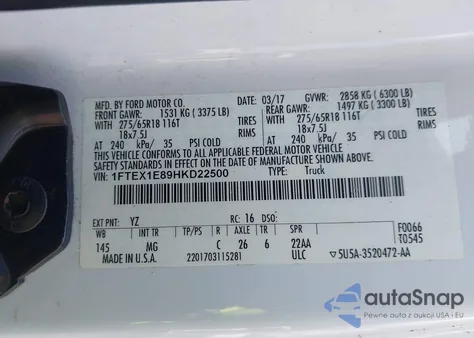 MFD. BY FORD MOTOR CO.
03/17 GVWR: 2858 KG ( 6300 LB)
FRONT GAWR: 1531 KG ( 3375 LB)
REAR GAWR: 1497 KG ( 3300 LB)
WITH 275/65R18 116T TIRES
WITH 275/65R18 116T TIRES
18x7.5J
18x7.5J
AT 240 kPa/ 35 PSI COLD
AT 240 kPa/ 35 PSI COLD
THIS VEHICLE CONFORMS TO ALL APPLICABLE FEDERAL MOTOR VEHICLE
SAFETY STANDARDS IN EFFECT ON THE DATE OF MANUFACTURE SHOWN ABOVE.
VIN: 1FTEX1E89HKD22500
TYPE: Truck
EXT PNT: YZ RC: 16 DSO:
WB INT TR TP/PS R AXLE TR SPR
145 MG C 26 6 22AA
F0066
T0545
MADE IN U.S.A. 2201703115281 ULC
5U5A-3520472-AA
autoSnap
Pewne auto z aukcji USA i EU